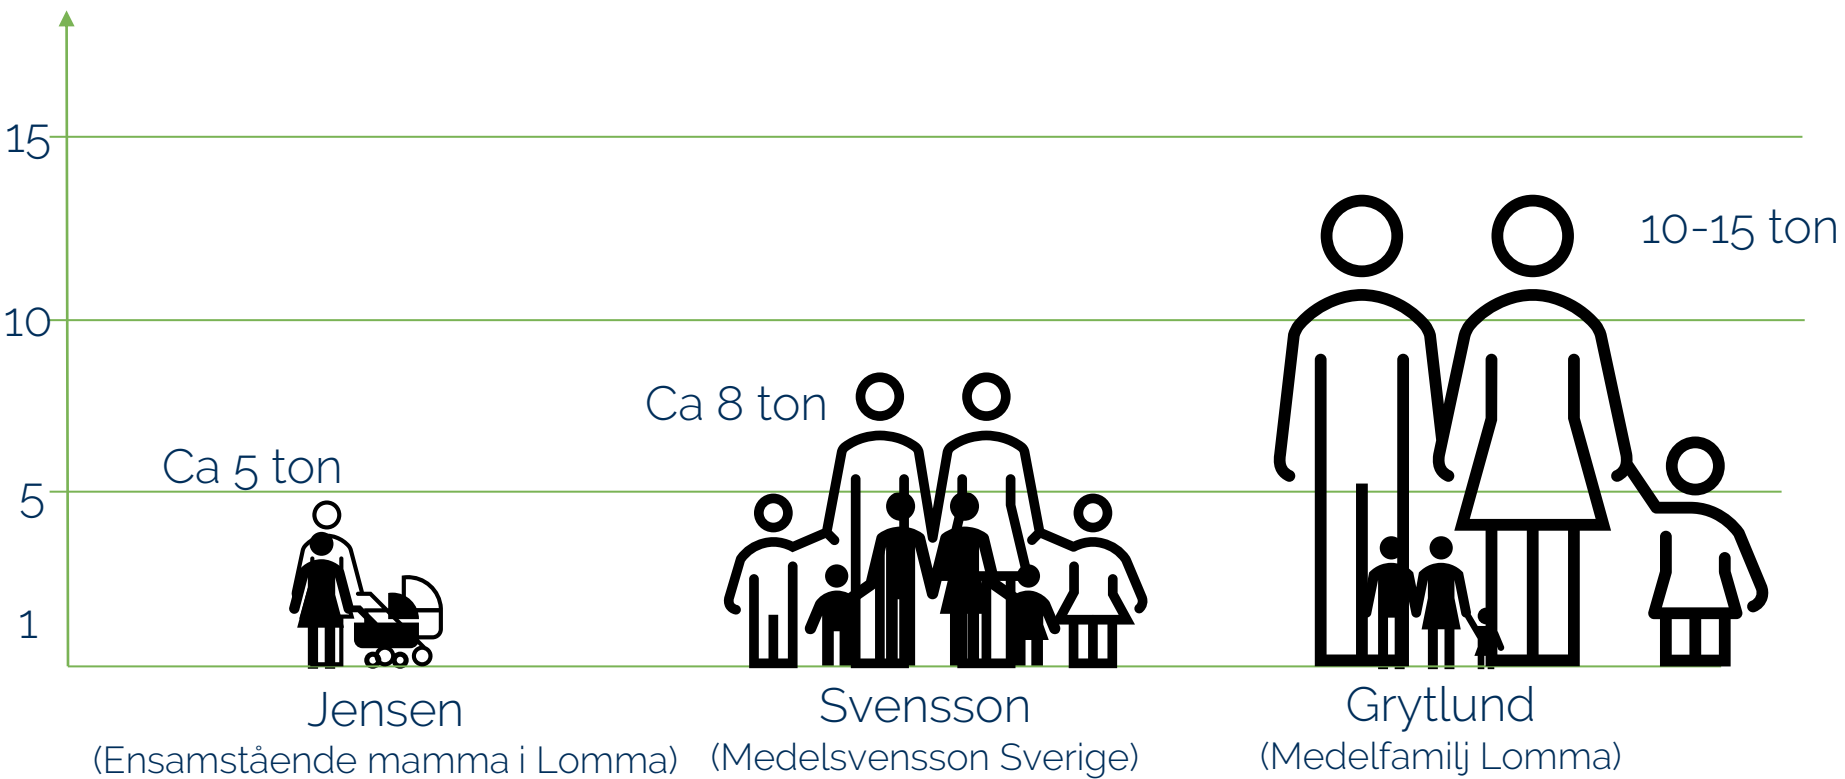 15
10-15 ton
10
Ca 8 ton
Ca 5 ton
5
1
Jensen
(Ensamstående mamma i Lomma)
Svensson
(Medelsvensson Sverige)
Grytlund
(Medelfamilj Lomma)